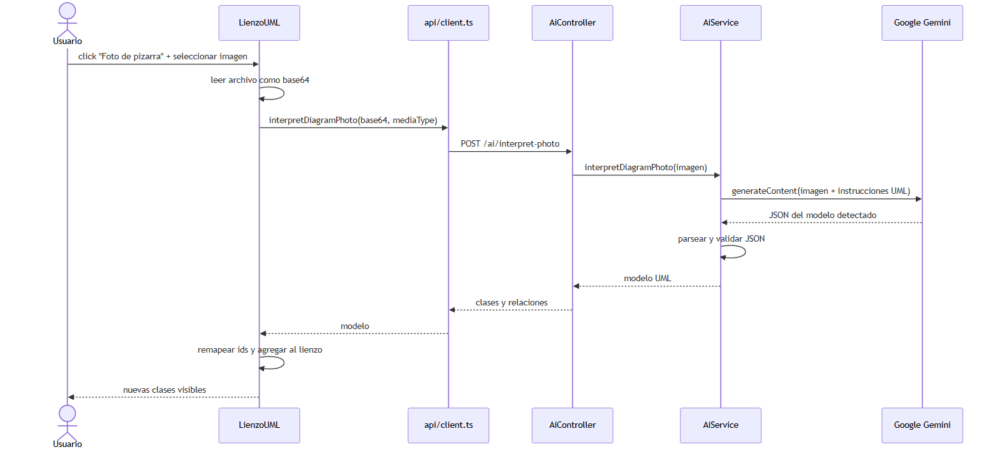 Usuario
LienzoUML
api/client.ts
AiController
AiService
Google Gemini
click "Foto de pizarra" + seleccionar imagen
leer archivo como base64
interpretDiagramPhoto(base64, mediaType)
POST /ai/interpret-photo
interpretDiagramPhoto(imagen)
generateContent(imagen + instrucciones UML)
JSON del modelo detectado
parsear y validar JSON
modelo UML
clases y relaciones
modelo
remapear ids y agregar al lienzo
nuevas clases visibles
Usuario
LienzoUML
api/client.ts
AiController
AiService
Google Gemini